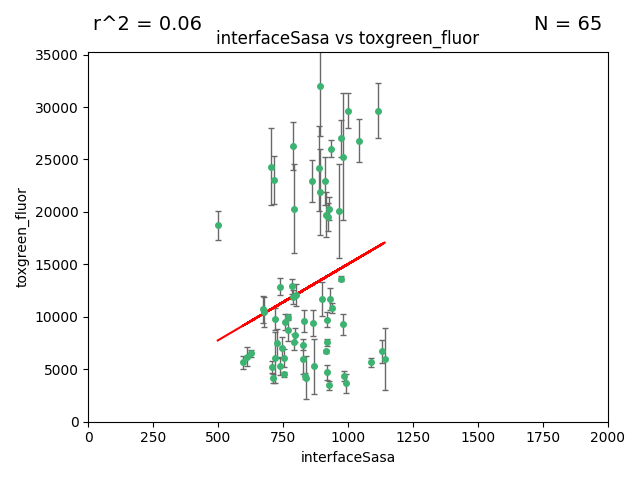 r^2 = 0.06
N = 65
interfaceSasa vs toxgreen_fluor
toxgreen_fluor
35000
30000
25000
20000
15000
10000
5000
0
0 250 500 750 1000 1250 1500 1750 2000
interfaceSasa